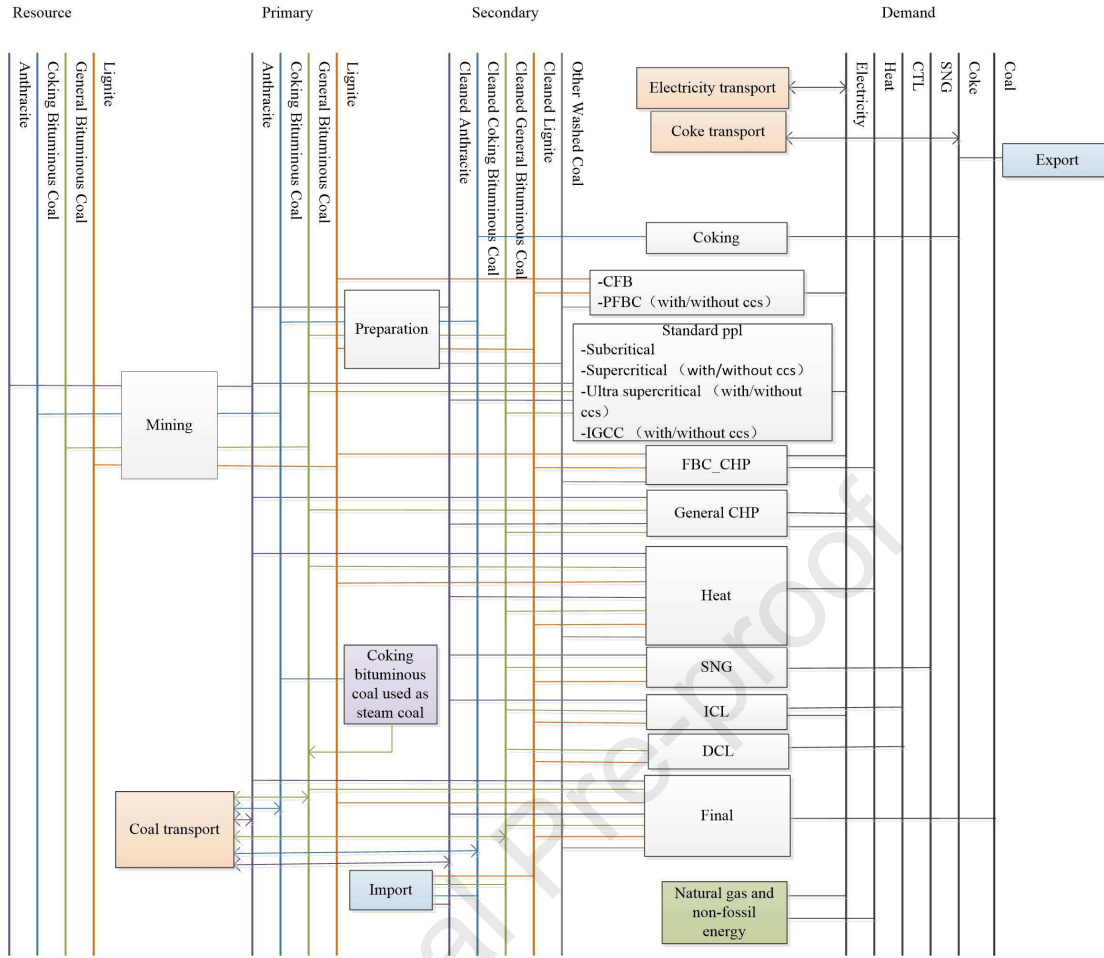 Resource
Primary
Secondary
Demand
Anthracite
Coking Bituminous Coal
General Bituminous Coal
Lignite
Anthracite
Coking Bituminous Coal
General Bituminous Coal
Lignite
Cleaned Anthracite
Cleaned Coking Bituminous Coal
Cleaned General Bituminous Coal
Cleaned Lignite
Other Washed Coal
Electricity
Heat
CTL
SNG
Coke
Coal
Electricity transport
Coke transport
Export
Coking
-CFB
-PFBC（with/without ccs）
Preparation
Standard ppl
-Subcritical
-Supercritical （with/without ccs）
-Ultra supercritical（with/without
ccs）
-IGCC （with/without ccs）
Mining
FBC_CHP
General CHP
Heat
Coking
bituminous
coal used as
steam coal
SNG
ICL
DCL
Coal transport
Final
Import
Natural gas and
non-fossil
energy
al Pre-proof